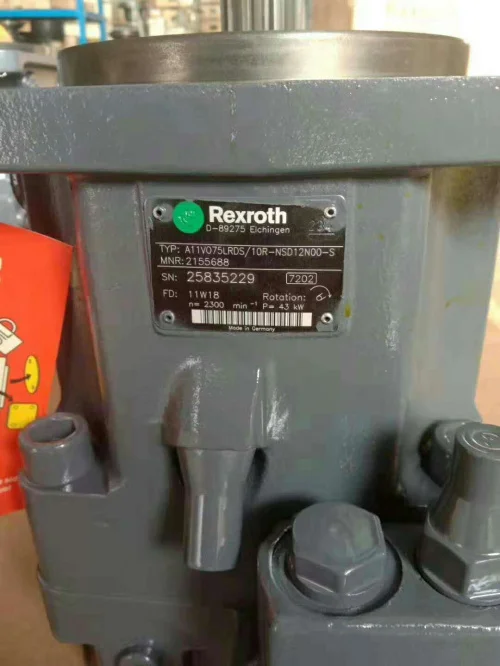 Rexroth
D-89275 Elchingen
TYP: A11VO75LRDS/10R-NSD12N00-S
MNR: 2155688
SN: 25835229 7202
FD: 11W18 Rotation:
n= 2300 min⁻¹ P= 43 kW
Made in Germany